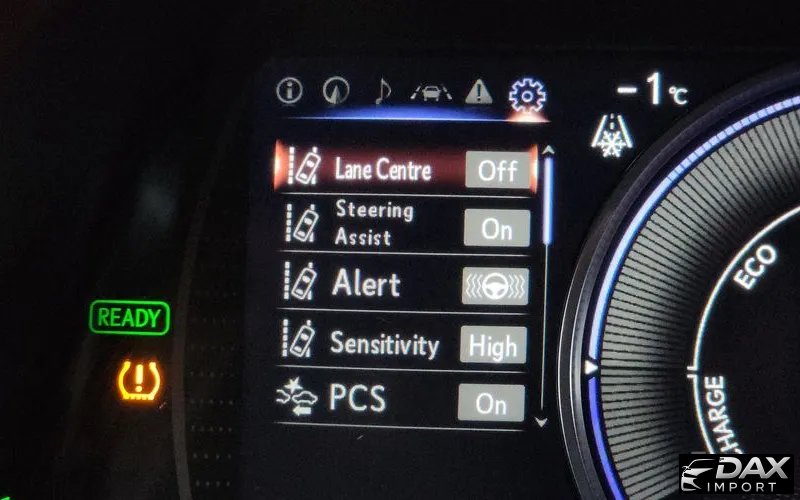 -1°C
Lane Centre Off
Steering
Assist
On
Alert
Sensitivity High
PCS On
READY
ECO
CHARGE
DAX
IMPORT